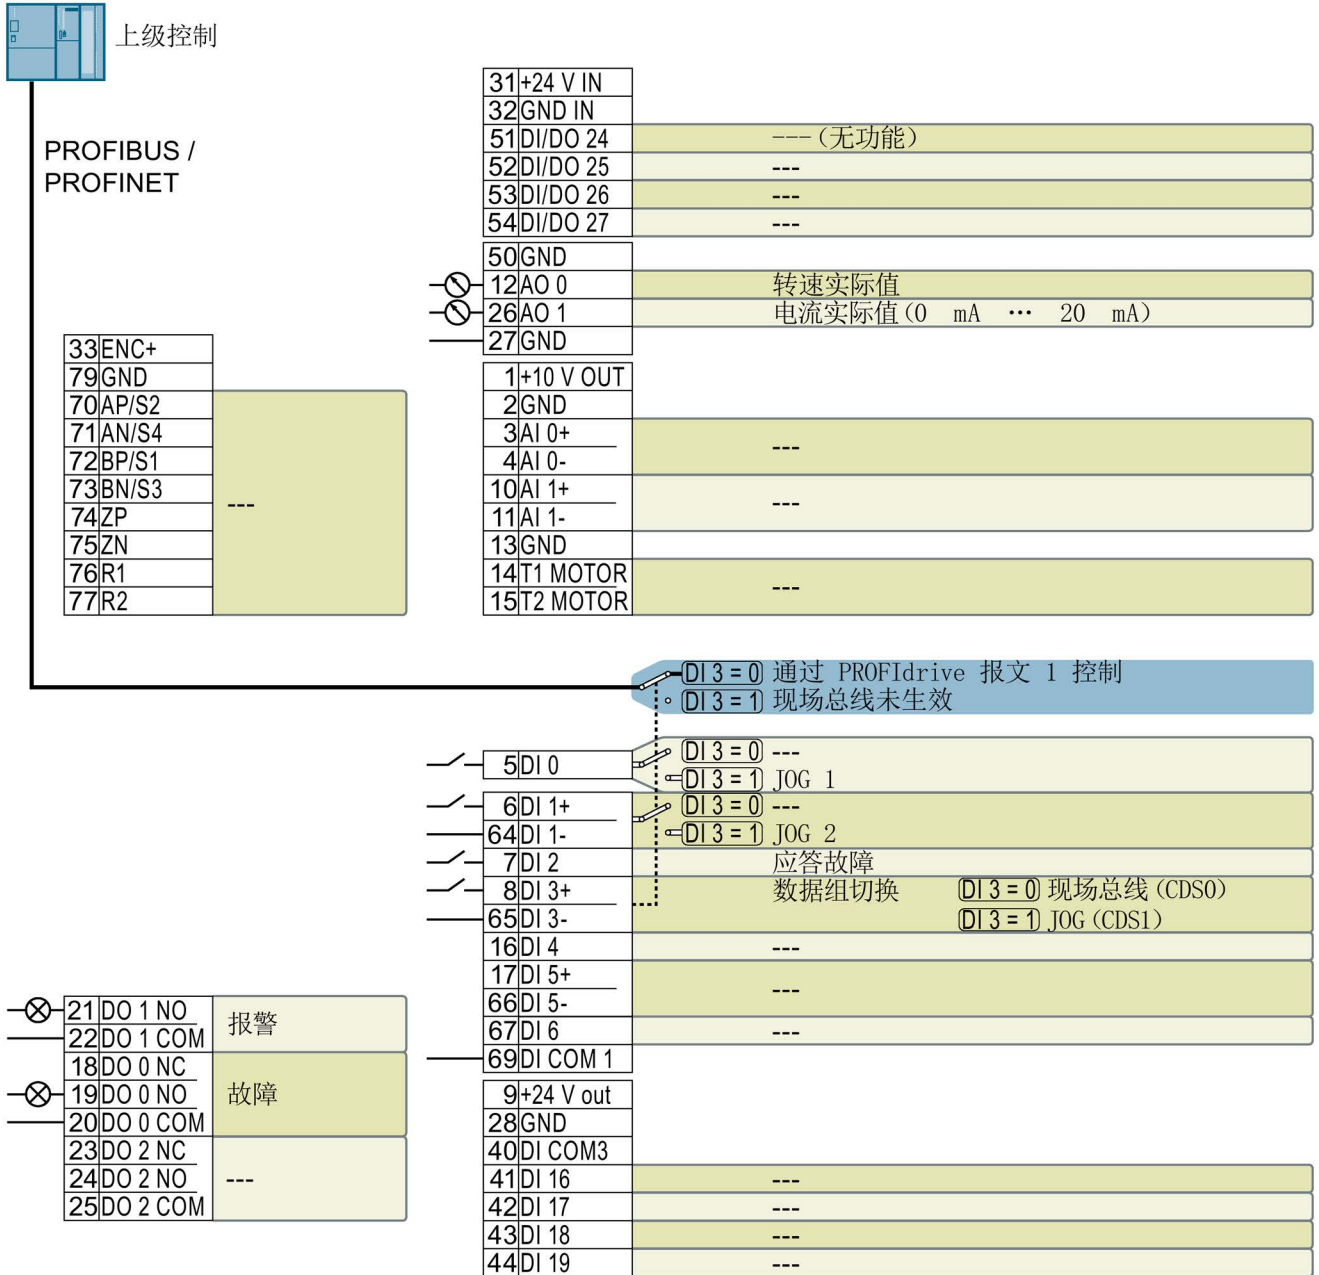 上级控制
PROFIBUS /
PROFINET
31 +24 V IN
32 GND IN
51 DI/DO 24 --- (无功能)
52 DI/DO 25 ---
53 DI/DO 26 ---
54 DI/DO 27 ---
50 GND
12 AO 0 转速实际值
26 AO 1 电流实际值(0 mA … 20 mA)
27 GND
33 ENC+
79 GND
70 AP/S2
71 AN/S4
72 BP/S1
73 BN/S3
---
74 ZP
75 ZN
76 R1
77 R2
1 +10 V OUT
2 GND
3 AI 0+
---
4 AI 0-
10 AI 1+
---
11 AI 1-
13 GND
14 T1 MOTOR
---
15 T2 MOTOR
DI 3 = 0 通过 PROFIdrive 报文 1 控制
DI 3 = 1 现场总线未生效
5 DI 0
DI 3 = 0 ---
DI 3 = 1 JOG 1
6 DI 1+ DI 3 = 0 ---
64 DI 1- DI 3 = 1 JOG 2
7 DI 2 应答故障
8 DI 3+ 数据组切换 DI 3 = 0 现场总线(CDS0)
65 DI 3- DI 3 = 1 JOG(CDS1)
16 DI 4 ---
17 DI 5+
---
66 DI 5-
67 DI 6 ---
69 DI COM 1
21 DO 1 NO
报警
22 DO 1 COM
18 DO 0 NC
19 DO 0 NO 故障
20 DO 0 COM
23 DO 2 NC
24 DO 2 NO ---
25 DO 2 COM
9 +24 V out
28 GND
40 DI COM3
41 DI 16 ---
42 DI 17 ---
43 DI 18 ---
44 DI 19 ---